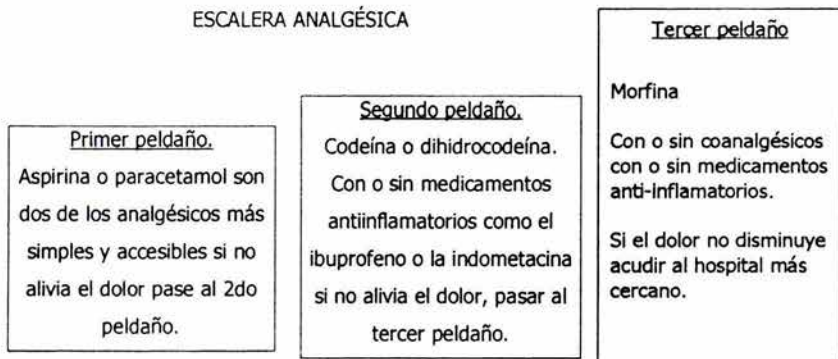 ESCALERA ANALGÉSICA
Primer peldaño.
Aspirina o paracetamol son
dos de los analgésicos más
simples y accesibles si no
alivia el dolor pase al 2do
peldaño.
Segundo peldaño.
Codeína o dihidrocodeína.
Con o sin medicamentos
antiinflamatorios como el
ibuprofeno o la indometacina
si no alivia el dolor, pasar al
tercer peldaño.
Tercer peldaño
Morfina
Con o sin coanalgésicos
con o sin medicamentos
anti-inflamatorios.
Si el dolor no disminuye
acudir al hospital más
cercano.